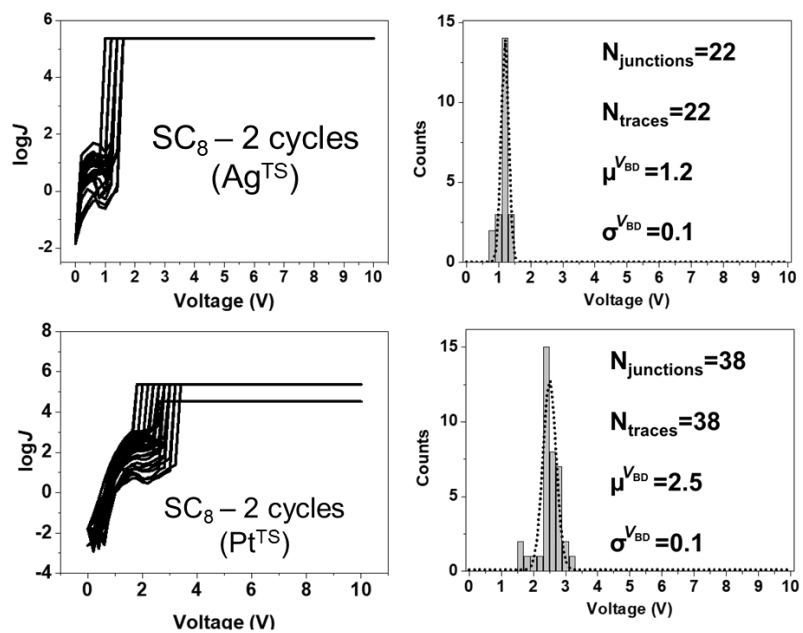 6
4
2
0
-2
logJ
SC8 – 2 cycles
(AgTS)
0 1 2 3 4 5 6 7 8 9 10
Voltage (V)
15
10
5
0
Counts
Njunctions=22
Ntraces=22
μVBD=1.2
σVBD=0.1
0 1 2 3 4 5 6 7 8 9 10
Voltage (V)
8
6
4
2
0
-2
-4
logJ
SC8 – 2 cycles
(PtTS)
0 2 4 6 8 10
Voltage (V)
15
10
5
0
Counts
Njunctions=38
Ntraces=38
μVBD=2.5
σVBD=0.1
0 1 2 3 4 5 6 7 8 9 10
Voltage (V)